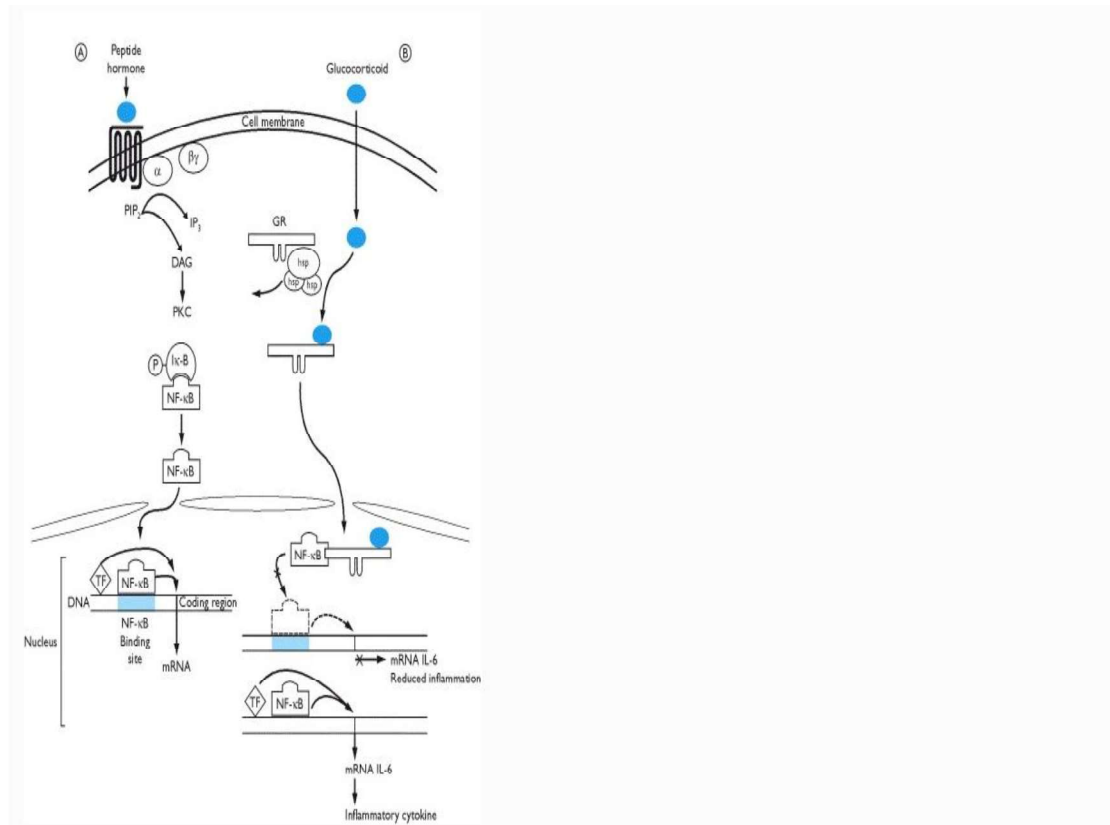 A
Peptide
hormone
α
βγ
PIP2
IP3
DAG
PKC
P
Iκ-B
NF-κB
NF-κB
TF
NF-κB
DNA
Coding region
NF-κB
Binding
site
mRNA
Nucleus
Cell membrane
B
Glucocorticoid
GR
hsp
hsp
hsp
NF-κB
mRNA IL-6
Reduced inflammation
TF
NF-κB
mRNA IL-6
Inflammatory cytokine